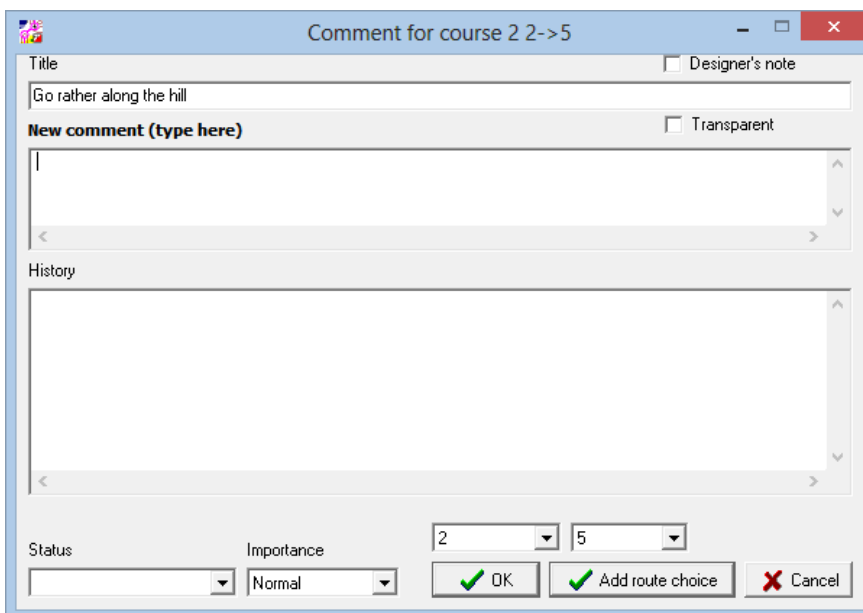 Comment for course 2 2->5
Title
Designer's note
Go rather along the hill
New comment (type here)
Transparent
History
2
5
Status
Importance
Normal
OK
Add route choice
Cancel